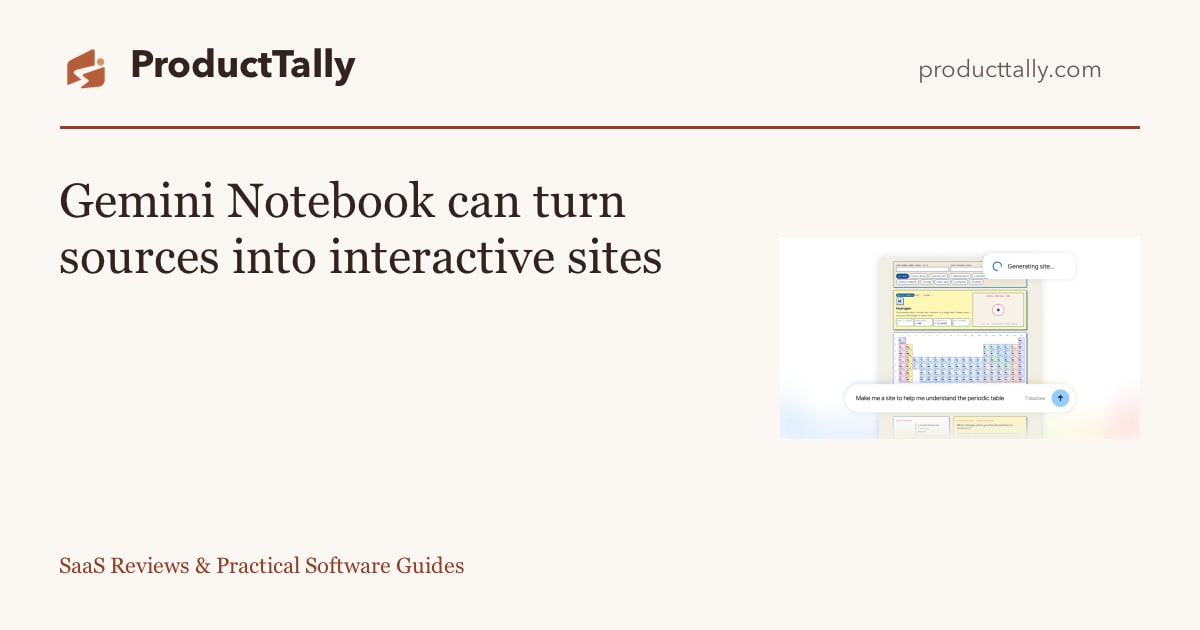 ProductTally
producttally.com
Gemini Notebook can turn
sources into interactive sites
Generating site...
Hydrogen
Make me a site to help me understand the periodic table
7 sources
SaaS Reviews & Practical Software Guides